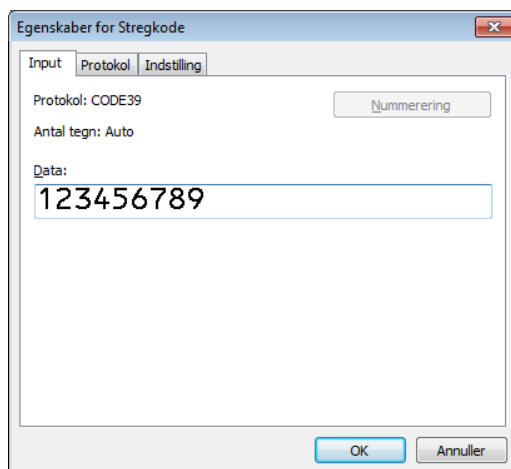 Egenskaber for Stregkode
Input Protokol Indstilling
Protokol: CODE39 Nummerering
Antal tegn: Auto
Data:
123456789
OK Annuller